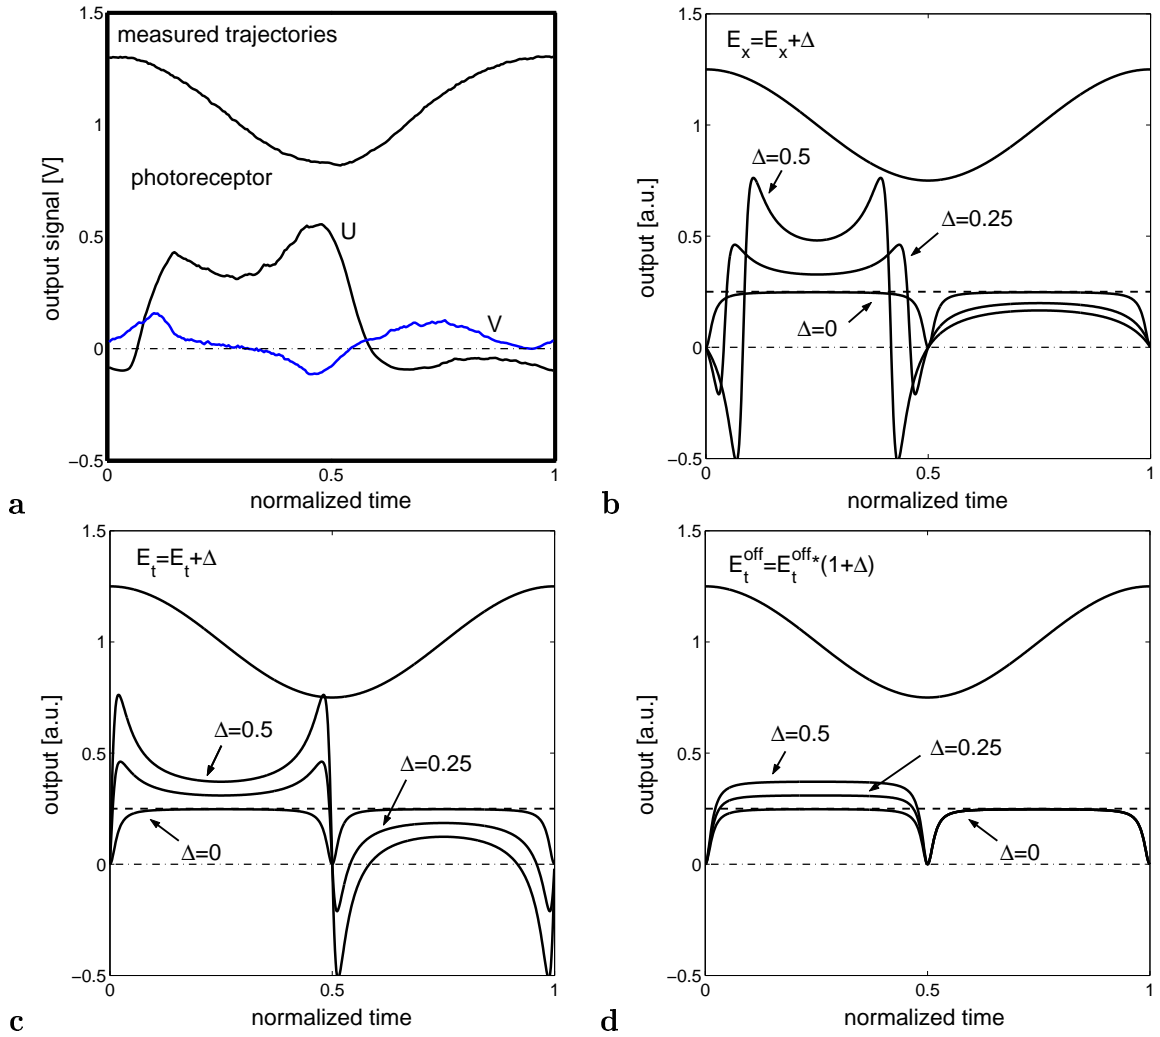 measured trajectories
photoreceptor
U
V
1.5
1
0.5
0
−0.5
0
0.5
1
output signal [V]
normalized time
a
E_x=E_x+Δ
Δ=0.5
Δ=0.25
Δ=0
1.5
1
0.5
0
−0.5
0
0.5
1
output [a.u.]
normalized time
b
E_t=E_t+Δ
Δ=0.5
Δ=0.25
Δ=0
1.5
1
0.5
0
−0.5
0
0.5
1
output [a.u.]
normalized time
c
E_t^off=E_t^off*(1+Δ)
Δ=0.5
Δ=0.25
Δ=0
1.5
1
0.5
0
−0.5
0
0.5
1
output [a.u.]
normalized time
d